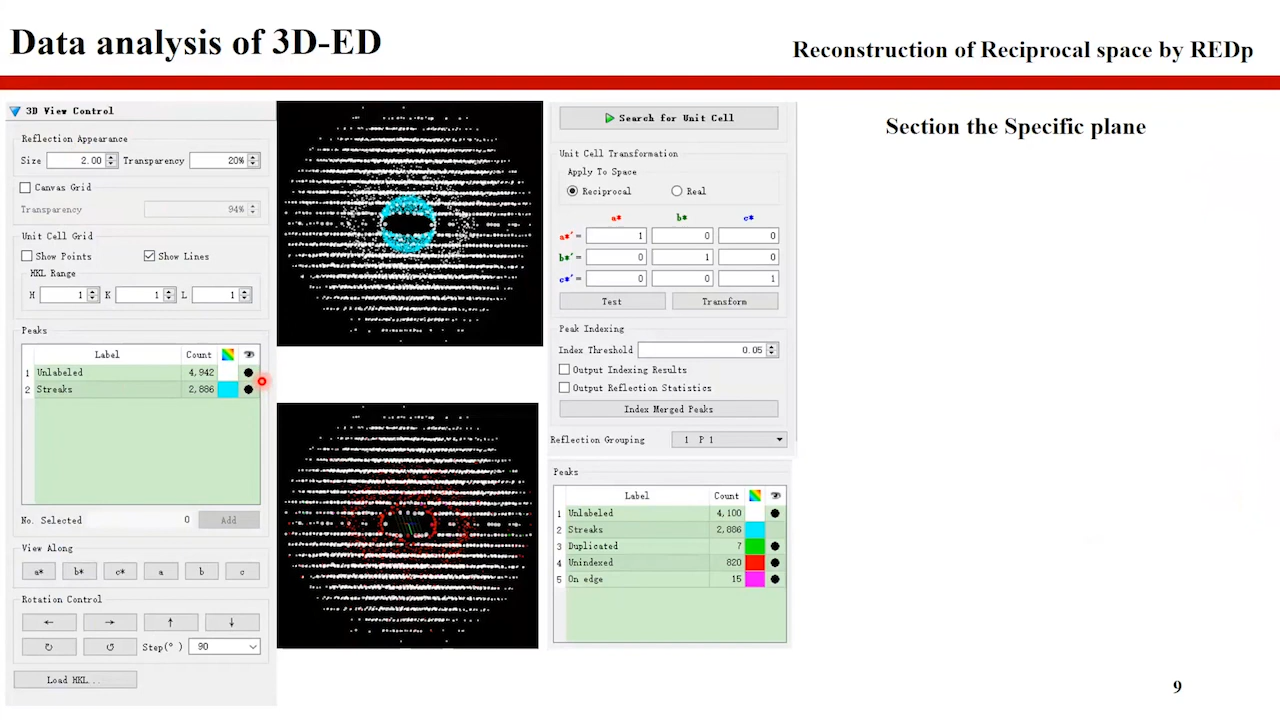 Data analysis of 3D-ED
Reconstruction of Reciprocal space by REDp
3D View Control
Reflection Appearance
Size 2.00 Transparency 20%
Canvas Grid
Transparency 94%
Unit Cell Grid
Show Points Show Lines
HKL Range
H 1 K 1 L 1
Peaks
Label Count
1 Unlabeled 4,942
2 Streaks 2,886
No. Selected 0 Add
View Along
a* b* c* a b c
Rotation Control
← → ↑ ↓
↻ ↺ Step(°) 90
Load HKL...
Search for Unit Cell
Unit Cell Transformation
Apply To Space
Reciprocal Real
a* b* c*
a*' = 1 0 0
b*' = 0 1 0
c*' = 0 0 1
Test Transform
Peak Indexing
Index Threshold 0.05
Output Indexing Results
Output Reflection Statistics
Index Merged Peaks
Reflection Grouping 1 P 1
Peaks
Label Count
1 Unlabeled 4,100
2 Streaks 2,886
3 Duplicated 7
4 Unindexed 820
5 On edge 15
Section the Specific plane
9